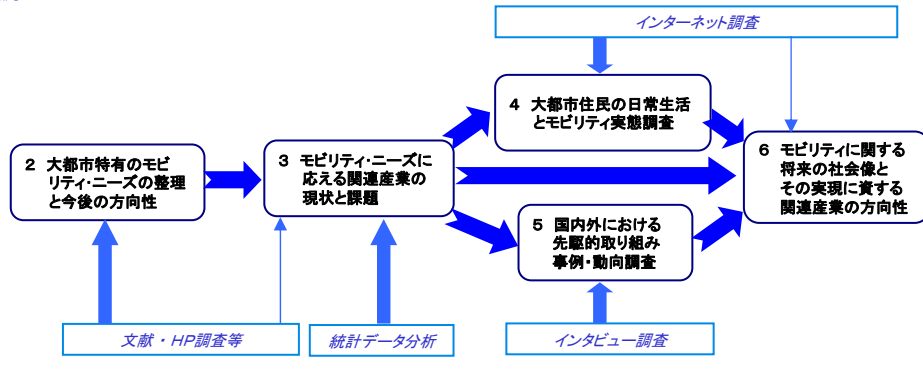 インターネット調査
4 大都市住民の日常生活
とモビリティ実態調査
2 大都市特有のモビ
リティ・ニーズの整理
と今後の方向性
3 モビリティ・ニーズに
応える関連産業の
現状と課題
6 モビリティに関する
将来の社会像と
その実現に資する
関連産業の方向性
5 国内外における
先駆的取り組み
事例・動向調査
文献・HP調査等
統計データ分析
インタビュー調査